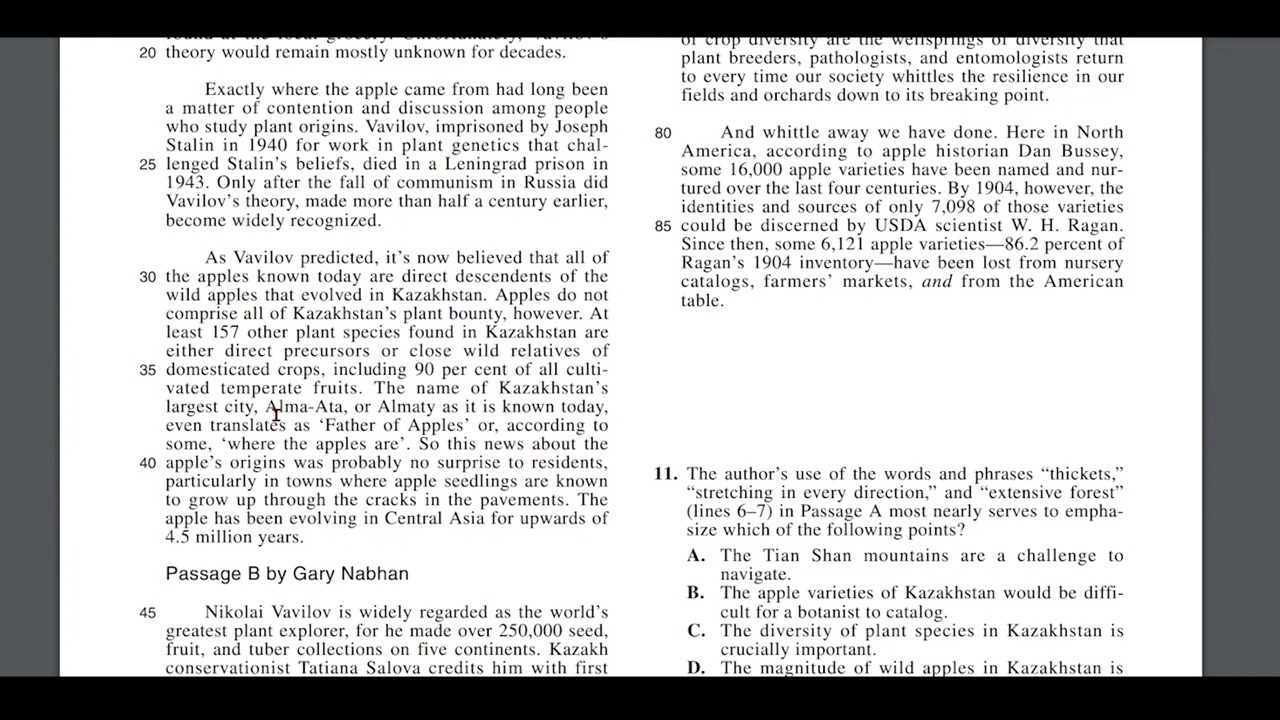 20 theory would remain mostly unknown for decades.
Exactly where the apple came from had long been
a matter of contention and discussion among people
who study plant origins. Vavilov, imprisoned by Joseph
Stalin in 1940 for work in plant genetics that chal-
25 lenged Stalin's beliefs, died in a Leningrad prison in
1943. Only after the fall of communism in Russia did
Vavilov's theory, made more than half a century earlier,
become widely recognized.
As Vavilov predicted, it's now believed that all of
30 the apples known today are direct descendents of the
wild apples that evolved in Kazakhstan. Apples do not
comprise all of Kazakhstan's plant bounty, however. At
least 157 other plant species found in Kazakhstan are
either direct precursors or close wild relatives of
35 domesticated crops, including 90 per cent of all culti-
vated temperate fruits. The name of Kazakhstan's
largest city, Alma-Ata, or Almaty as it is known today,
even translates as 'Father of Apples' or, according to
some, 'where the apples are'. So this news about the
40 apple's origins was probably no surprise to residents,
particularly in towns where apple seedlings are known
to grow up through the cracks in the pavements. The
apple has been evolving in Central Asia for upwards of
4.5 million years.
Passage B by Gary Nabhan
45 Nikolai Vavilov is widely regarded as the world's
greatest plant explorer, for he made over 250,000 seed,
fruit, and tuber collections on five continents. Kazakh
conservationist Tatiana Salova credits him with first
of crop diversity are the wellsprings of diversity that
plant breeders, pathologists, and entomologists return
to every time our society whittles the resilience in our
fields and orchards down to its breaking point.
80 And whittle away we have done. Here in North
America, according to apple historian Dan Bussey,
some 16,000 apple varieties have been named and nur-
tured over the last four centuries. By 1904, however, the
identities and sources of only 7,098 of those varieties
85 could be discerned by USDA scientist W. H. Ragan.
Since then, some 6,121 apple varieties—86.2 percent of
Ragan's 1904 inventory—have been lost from nursery
catalogs, farmers' markets, and from the American
table.
11. The author's use of the words and phrases "thickets,"
"stretching in every direction," and "extensive forest"
(lines 6–7) in Passage A most nearly serves to empha-
size which of the following points?
A. The Tian Shan mountains are a challenge to
navigate.
B. The apple varieties of Kazakhstan would be diffi-
cult for a botanist to catalog.
C. The diversity of plant species in Kazakhstan is
crucially important.
D. The magnitude of wild apples in Kazakhstan is